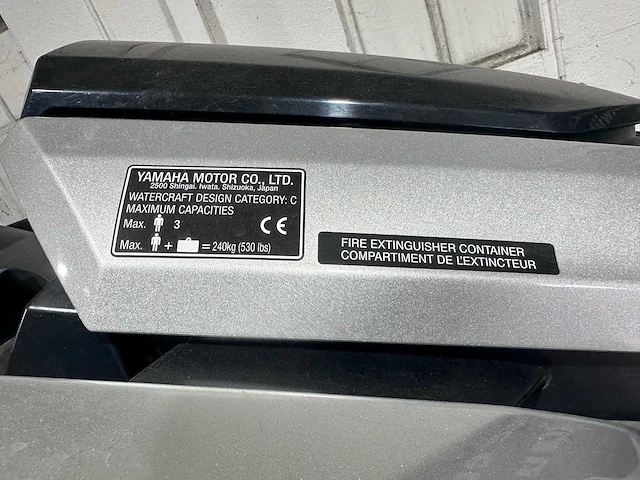 YAMAHA MOTOR CO., LTD.
2500 Shingai. Iwata. Shizuoka, Japan
WATERCRAFT DESIGN CATEGORY: C
MAXIMUM CAPACITIES
Max. 3
CE
Max. + = 240kg (530 lbs)
FIRE EXTINGUISHER CONTAINER
COMPARTIMENT DE L'EXTINCTEUR